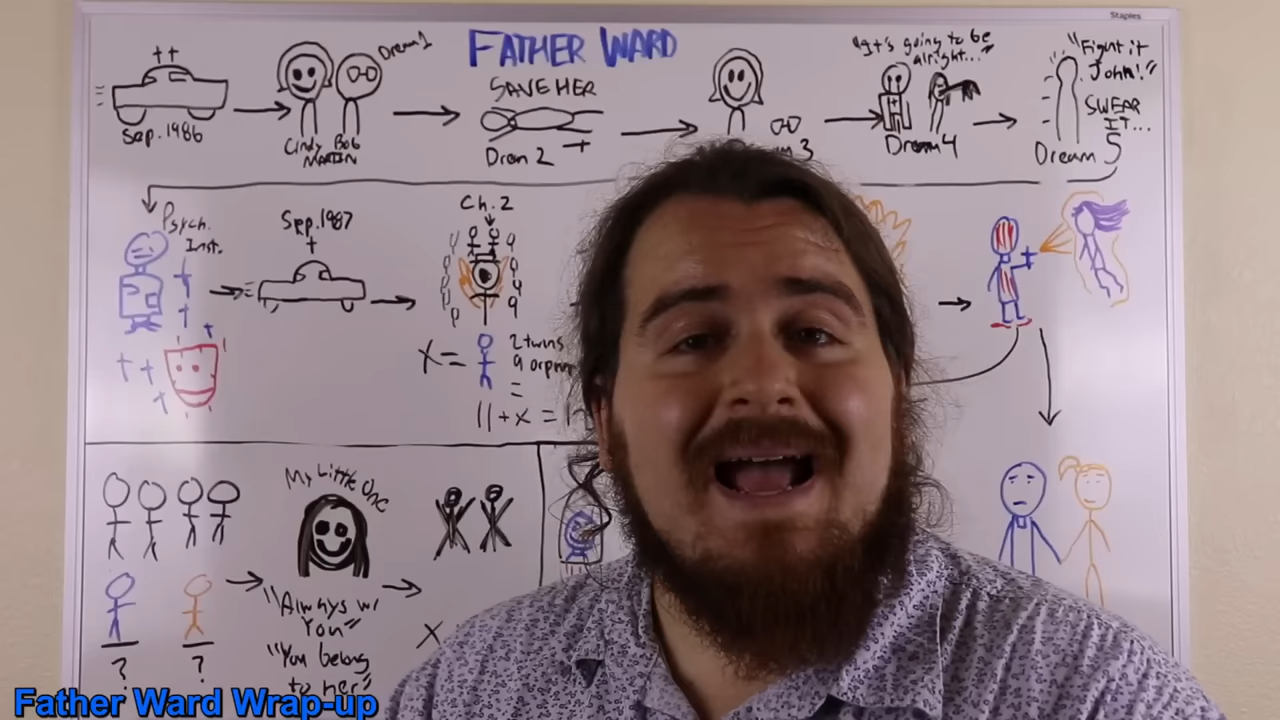 Staples
FATHER WARD
++
Sep. 1986
Dream 1
Cindy Bob
MARTIN
SAVE HER
Dream 2
3
"It's going to be
alright..."
Dream 4
"Fight it
John!"
SWEAR
IT...
Dream 5
Psych.
Inst.
Sep. 1987
Ch. 2
X =
2 twins
9
=
11 + X =
My Little One
"Always w/
You"
"You belong
to her"
?
?
X
Father Ward Wrap-up